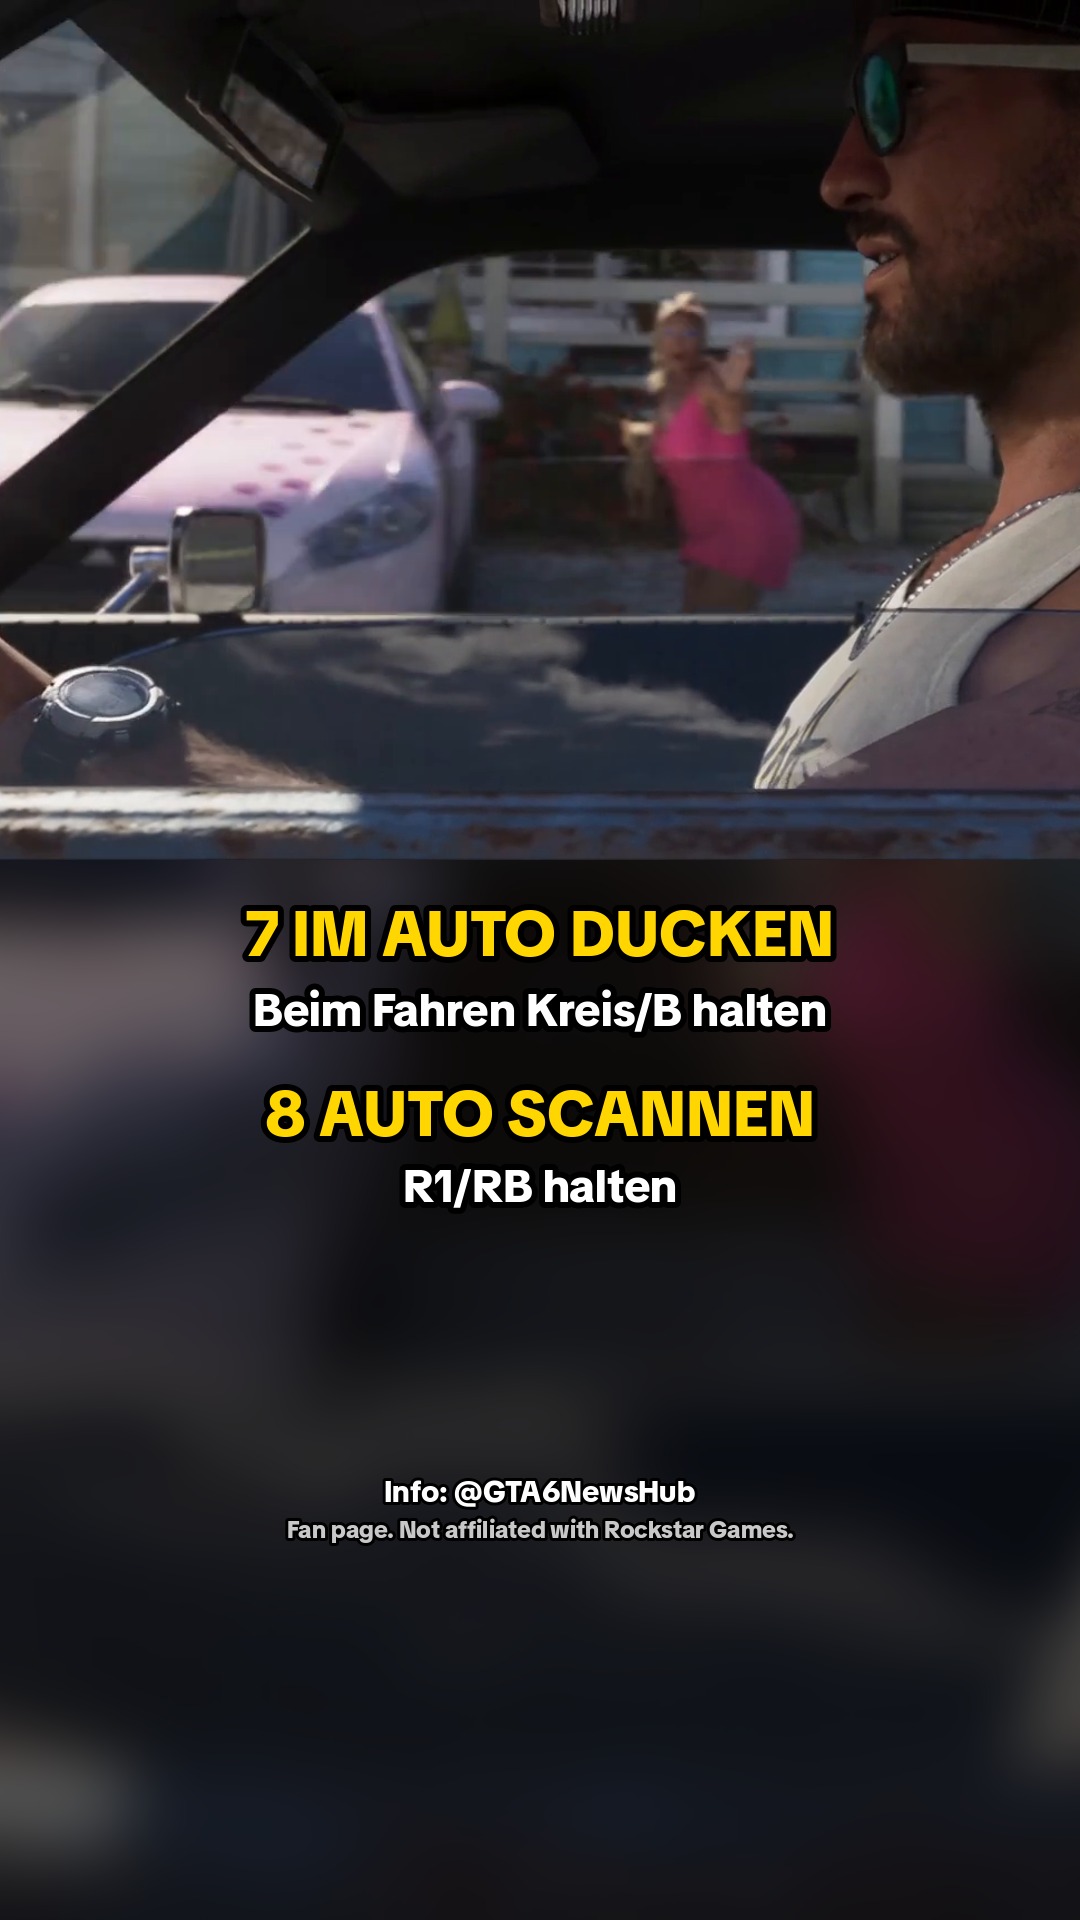 7 IM AUTO DUCKEN
Beim Fahren Kreis/B halten
8 AUTO SCANNEN
R1/RB halten
Info: @GTA6NewsHub
Fan page. Not affiliated with Rockstar Games.